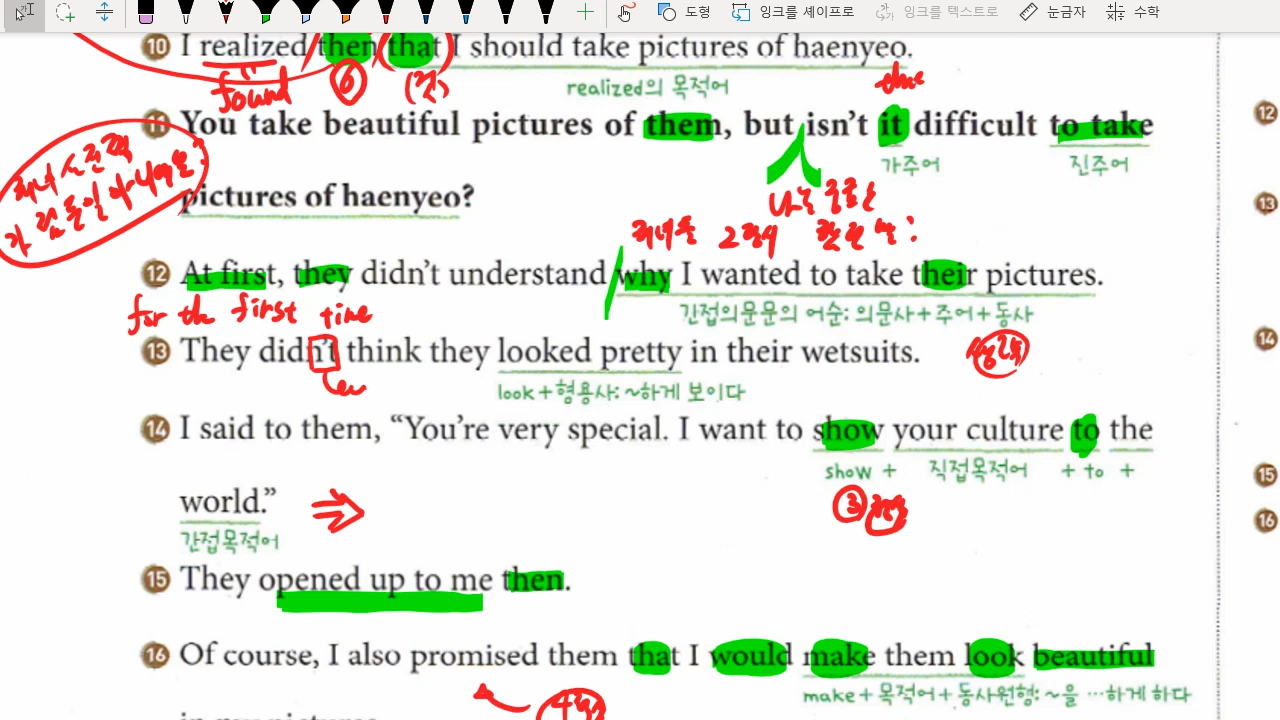 도형 잉크를 셰이프로 잉크를 텍스트로 눈금자 수학
10 I realized then that I should take pictures of haenyeo.
found 6 (것) realized의 목적어
11 You take beautiful pictures of them, but isn't it difficult to take
가주어 진주어
pictures of haenyeo?
12
13
12 At first, they didn't understand why I wanted to take their pictures.
for the first time 간접의문문의 어순: 의문사+주어+동사
13 They didn't think they looked pretty in their wetsuits.
14
look+형용사: ~하게 보이다
14 I said to them, “You're very special. I want to show your culture to the
show + 직접목적어 + to +
15
③
world.”
16
간접목적어
15 They opened up to me then.
16 Of course, I also promised them that I would make them look beautiful
make+목적어+동사원형: ~을 …하게 하다